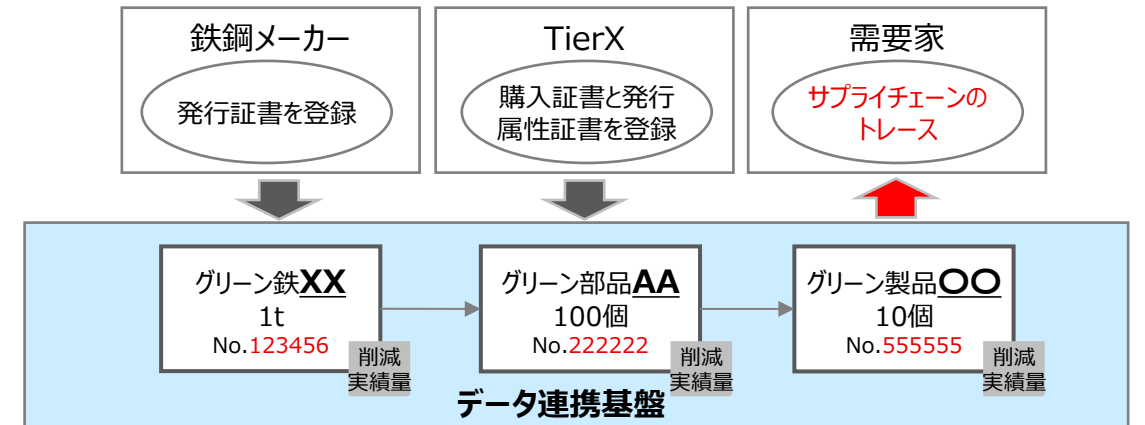 鉄鋼メーカー
発行証書を登録
TierX
購入証書と発行
属性証書を登録
需要家
サプライチェーンの
トレース
グリーン鉄XX
1t
No.123456
削減
実績量
グリーン部品AA
100個
No.222222
削減
実績量
グリーン製品〇〇
10個
No.555555
削減
実績量
データ連携基盤